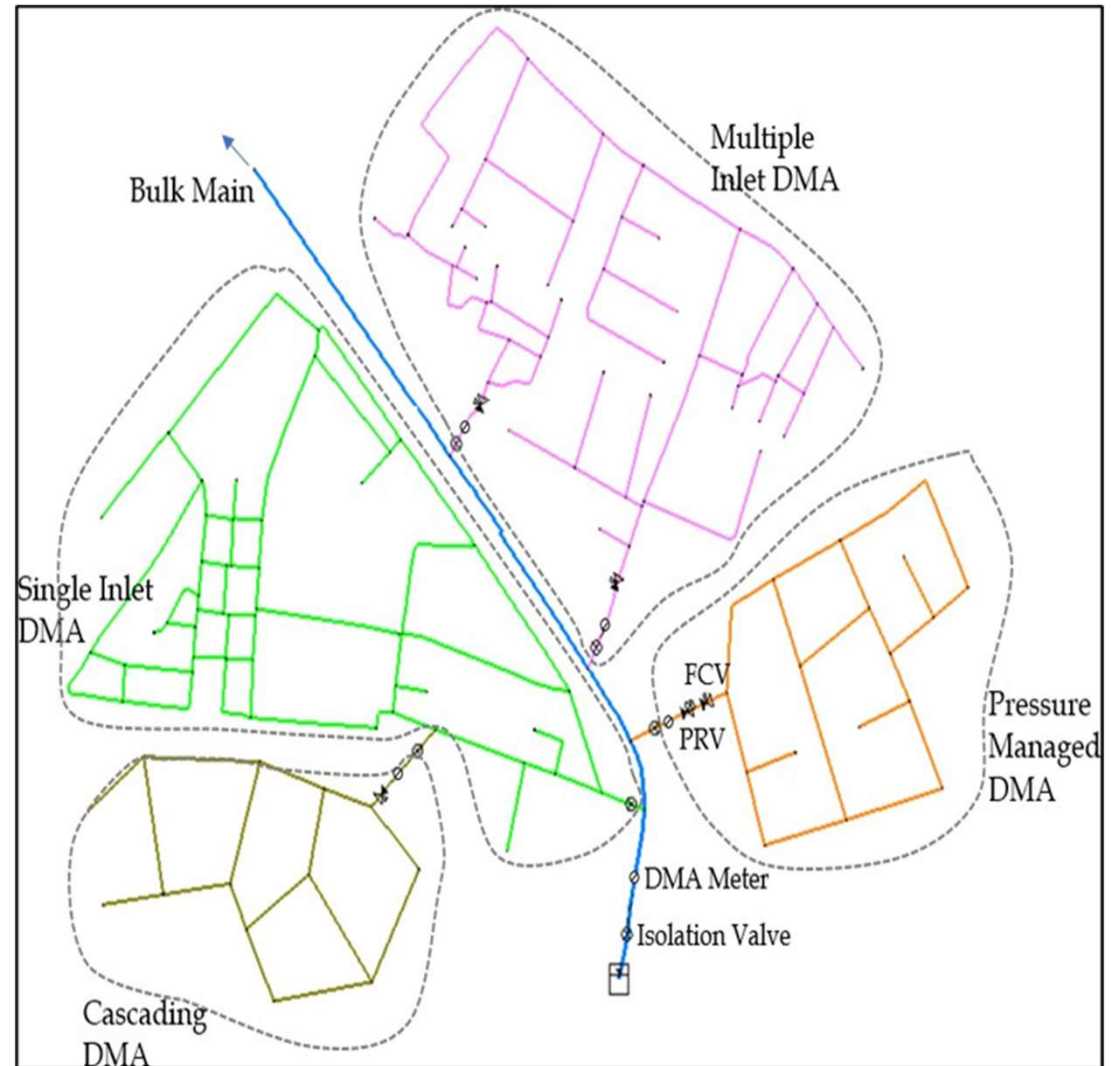 Multiple
Inlet DMA
Bulk Main
Single Inlet
DMA
FCV
PRV
Pressure
Managed
DMA
DMA Meter
Isolation Valve
Cascading
DMA